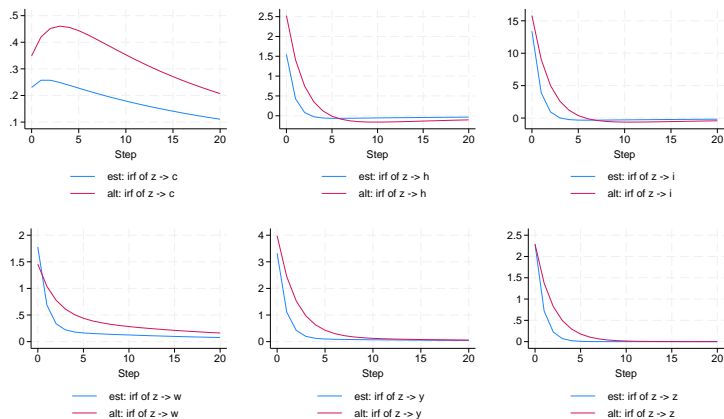 .5
.4
.3
.2
.1
0 5 10 15 20
Step
est: irf of z -> c
alt: irf of z -> c
2.5
2
1.5
1
.5
0
0 5 10 15 20
Step
est: irf of z -> h
alt: irf of z -> h
15
10
5
0
0 5 10 15 20
Step
est: irf of z -> i
alt: irf of z -> i
2
1.5
1
.5
0
0 5 10 15 20
Step
est: irf of z -> w
alt: irf of z -> w
4
3
2
1
0
0 5 10 15 20
Step
est: irf of z -> y
alt: irf of z -> y
2.5
2
1.5
1
.5
0
0 5 10 15 20
Step
est: irf of z -> z
alt: irf of z -> z